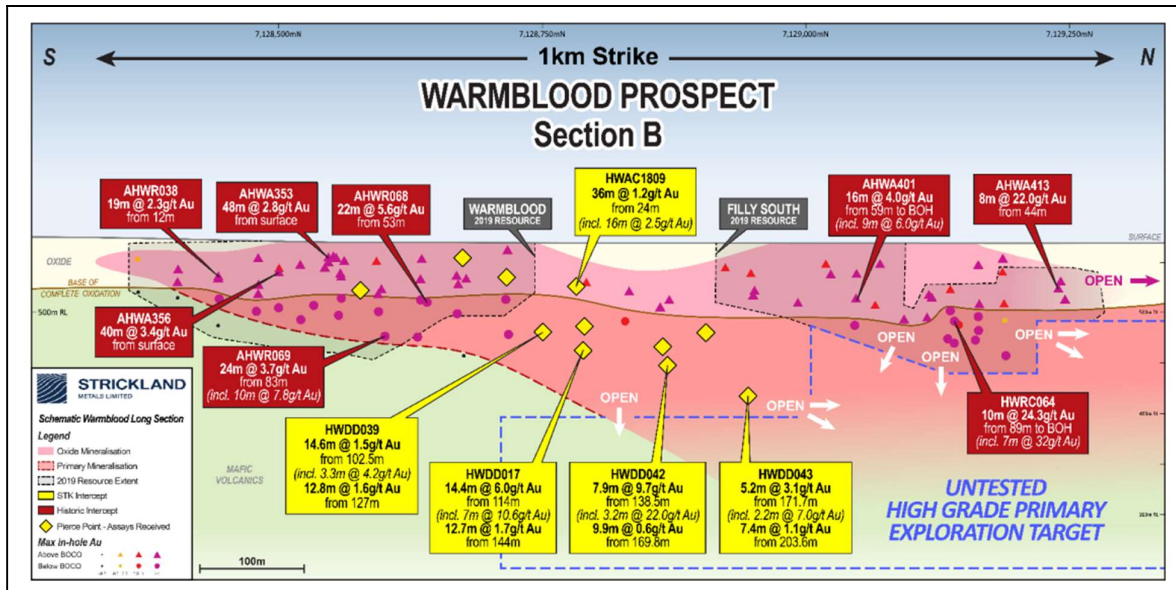 7,128,500mN
7,128,750mN
7,129,000mN
7,129,250mN
S
1km Strike
N
WARMBLOOD PROSPECT
Section B
AHWR038
19m @ 2.3g/t Au
from 12m
AHWA353
48m @ 2.8g/t Au
from surface
AHWR068
22m @ 5.6g/t Au
from 53m
WARMBLOOD
2019 RESOURCE
HWAC1809
36m @ 1.2g/t Au
from 24m
(incl. 16m @ 2.5g/t Au)
FILLY SOUTH
2019 RESOURCE
AHWA401
16m @ 4.0g/t Au
from 59m to BOH
(incl. 9m @ 6.0g/t Au)
AHWA413
8m @ 22.0g/t Au
from 44m
SURFACE
OXIDE
BASE OF
COMPLETE OXIDATION
500m RL
OPEN
AHWA356
40m @ 3.4g/t Au
from surface
AHWR069
24m @ 3.7g/t Au
from 83m
(incl. 10m @ 7.8g/t Au)
OPEN
OPEN
OPEN
OPEN
OPEN
HWRC064
10m @ 24.3g/t Au
from 89m to BOH
(incl. 7m @ 32g/t Au)
STRICKLAND
METALS LIMITED
Schematic Warmblood Long Section
Legend
Oxide Mineralisation
Primary Mineralisation
2019 Resource Extent
STK Intercept
Historic Intercept
Pierce Point - Assays Received
Max in-hole Au
Above BOCO
Below BOCO
MAFIC
VOLCANICS
HWDD039
14.6m @ 1.5g/t Au
from 102.5m
(incl. 3.3m @ 4.2g/t Au)
12.8m @ 1.6g/t Au
from 127m
HWDD017
14.4m @ 6.0g/t Au
from 114m
(incl. 7m @ 10.6g/t Au)
12.7m @ 1.7g/t Au
from 144m
HWDD042
7.9m @ 9.7g/t Au
from 138.5m
(incl. 3.2m @ 22.0g/t Au)
9.9m @ 0.6g/t Au
from 169.8m
HWDD043
5.2m @ 3.1g/t Au
from 171.7m
(incl. 2.2m @ 7.0g/t Au)
7.4m @ 1.1g/t Au
from 203.6m
UNTESTED
HIGH GRADE PRIMARY
EXPLORATION TARGET
100m